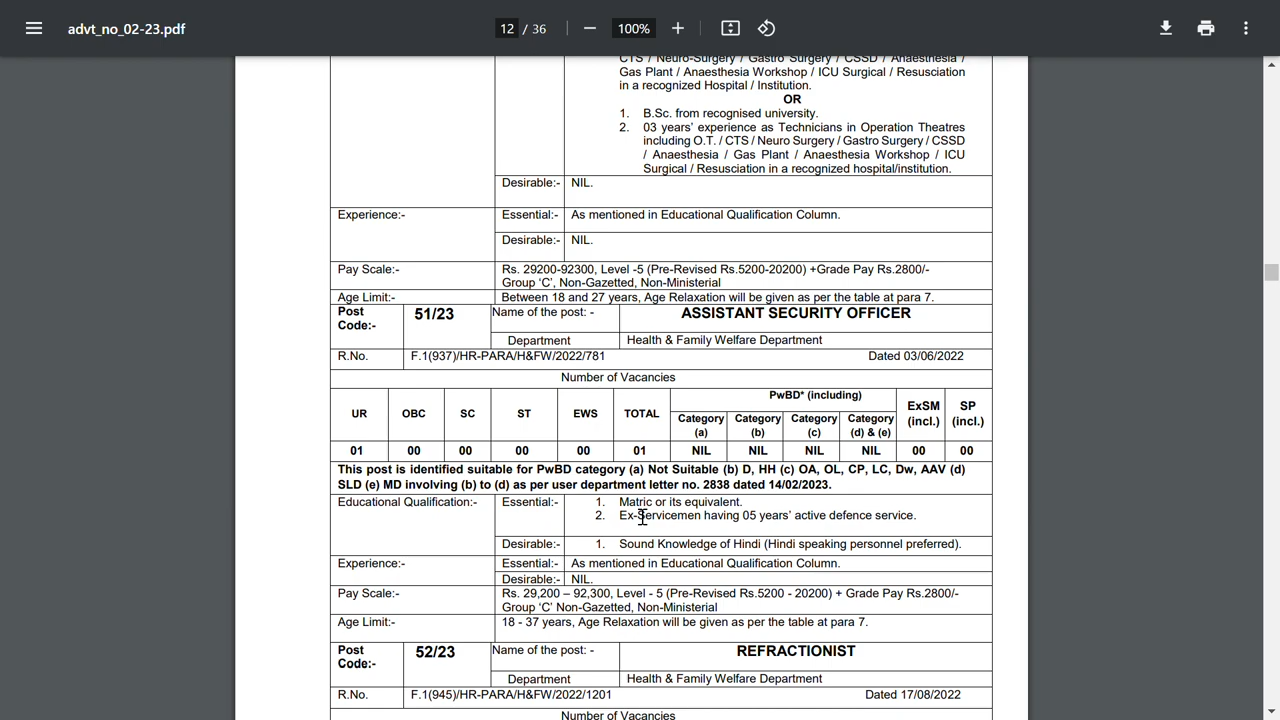 advt_no_02-23.pdf
12 / 36
100%
CTS / Neuro-Surgery / Gastro Surgery / CSSD / Anaesthesia /
Gas Plant / Anaesthesia Workshop / ICU Surgical / Resusciation
in a recognized Hospital / Institution.
OR
1. B.Sc. from recognised university.
2. 03 years' experience as Technicians in Operation Theatres
including O.T. / CTS / Neuro Surgery / Gastro Surgery / CSSD
/ Anaesthesia / Gas Plant / Anaesthesia Workshop / ICU
Surgical / Resusciation in a recognized hospital/institution.
Desirable:- NIL.
Experience:- Essential:- As mentioned in Educational Qualification Column.
Desirable:- NIL.
Pay Scale:- Rs. 29200-92300, Level -5 (Pre-Revised Rs.5200-20200) +Grade Pay Rs.2800/-
Group 'C', Non-Gazetted, Non-Ministerial
Age Limit:- Between 18 and 27 years, Age Relaxation will be given as per the table at para 7.
Post Code:- 51/23 Name of the post: - ASSISTANT SECURITY OFFICER
Department Health & Family Welfare Department
R.No. F.1(937)/HR-PARA/H&FW/2022/781 Dated 03/06/2022
Number of Vacancies
UR OBC SC ST EWS TOTAL PwBD* (including) ExSM (incl.) SP (incl.)
Category (a) Category (b) Category (c) Category (d) & (e)
01 00 00 00 00 01 NIL NIL NIL NIL 00 00
This post is identified suitable for PwBD category (a) Not Suitable (b) D, HH (c) OA, OL, CP, LC, Dw, AAV (d)
SLD (e) MD involving (b) to (d) as per user department letter no. 2838 dated 14/02/2023.
Educational Qualification:- Essential:- 1. Matric or its equivalent.
2. Ex-Servicemen having 05 years' active defence service.
Desirable:- 1. Sound Knowledge of Hindi (Hindi speaking personnel preferred).
Experience:- Essential:- As mentioned in Educational Qualification Column.
Desirable:- NIL.
Pay Scale:- Rs. 29,200 – 92,300, Level - 5 (Pre-Revised Rs.5200 - 20200) + Grade Pay Rs.2800/-
Group 'C' Non-Gazetted, Non-Ministerial
Age Limit:- 18 - 37 years, Age Relaxation will be given as per the table at para 7.
Post Code:- 52/23 Name of the post: - REFRACTIONIST
Department Health & Family Welfare Department
R.No. F.1(945)/HR-PARA/H&FW/2022/1201 Dated 17/08/2022
Number of Vacancies